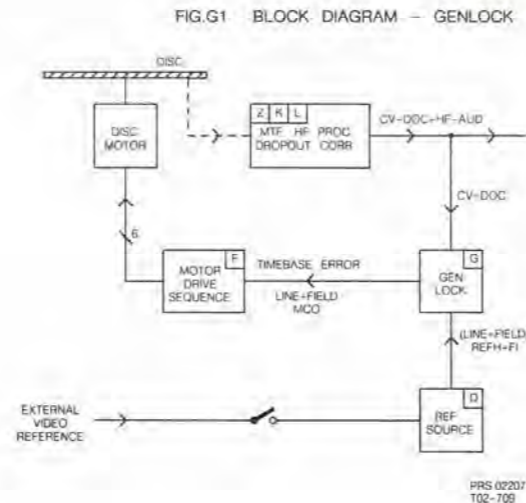 FIG.G1 BLOCK DIAGRAM - GENLOCK
DISC
DISC
MOTOR
Z K L
MTF HF PROC
DROPOUT CORR
CV-DOC+HF-AUD
CV-DOC
6
F
MOTOR
DRIVE
SEQUENCE
TIMEBASE ERROR
LINE+FIELD
MCO
G
GEN
LOCK
(LINE+FIELD)
REFH+FI
EXTERNAL
VIDEO
REFERENCE
REF
SOURCE
PRS 02207
T02-709